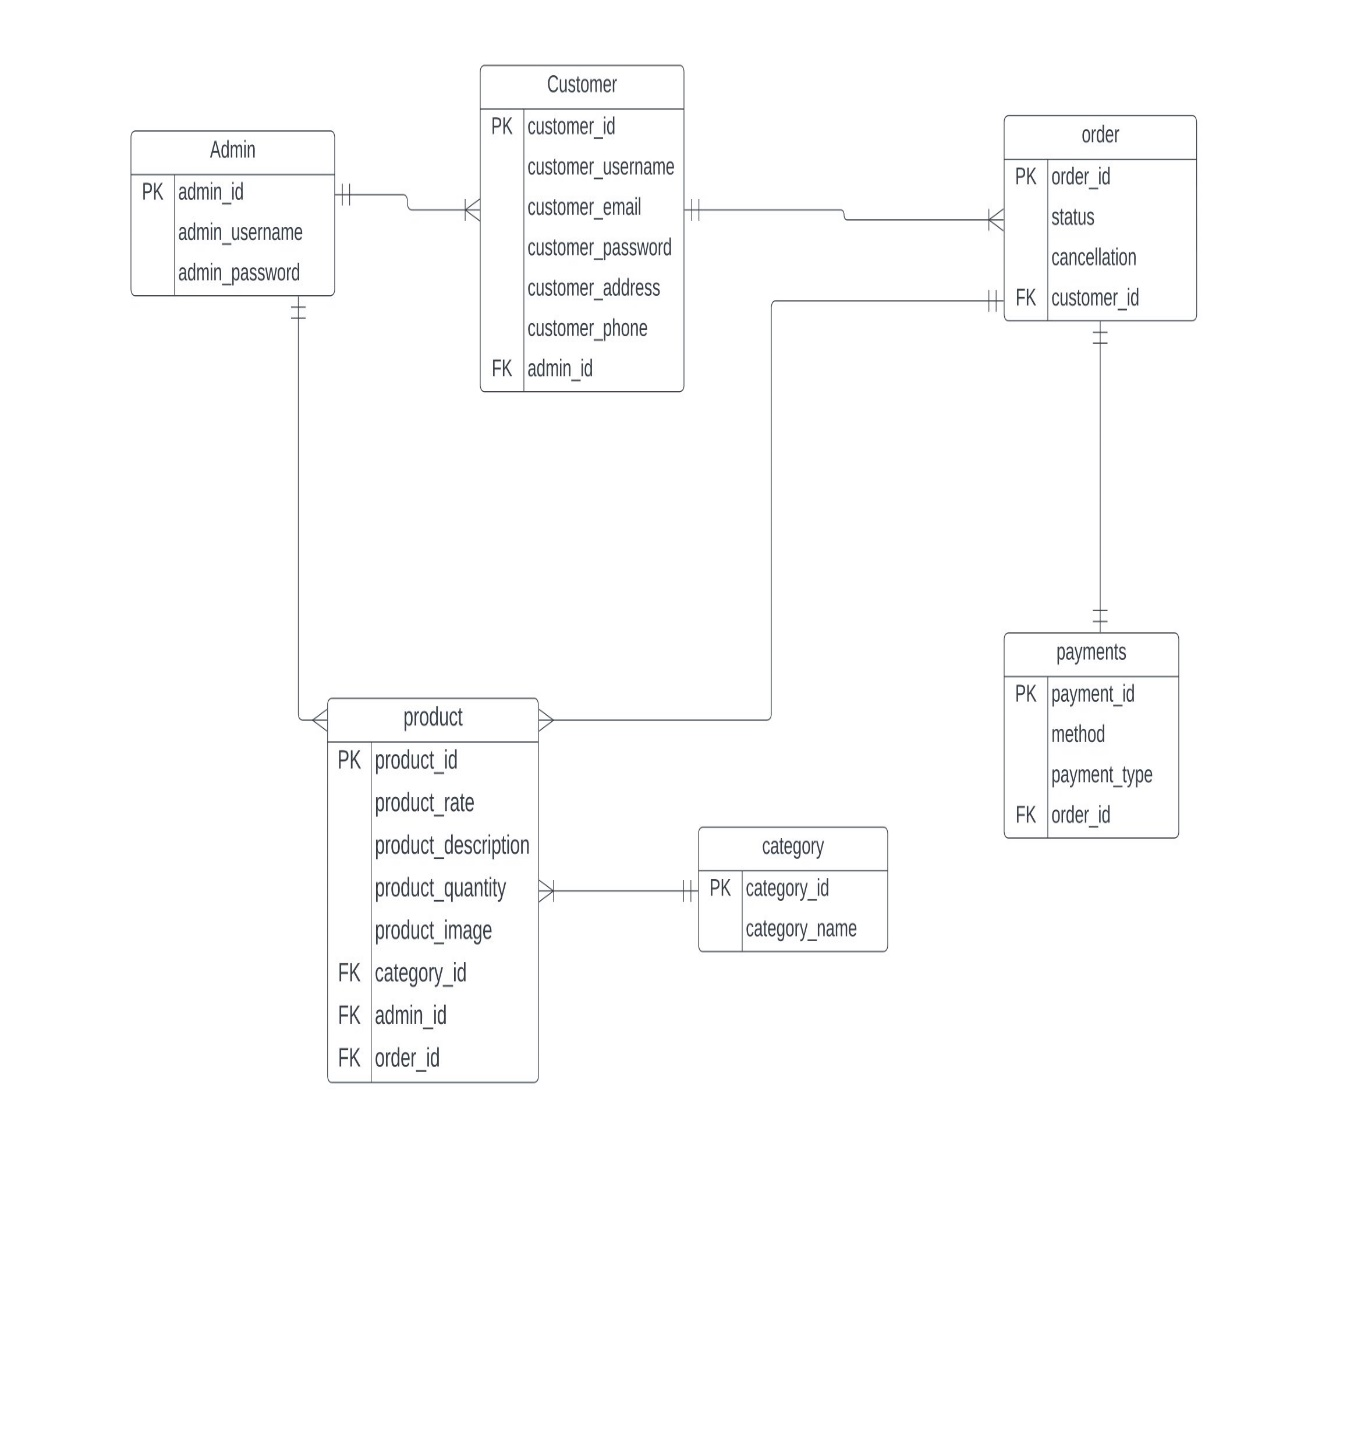 Customer
PK customer_id
customer_username
customer_email
customer_password
customer_address
customer_phone
FK admin_id
Admin
PK admin_id
admin_username
admin_password
order
PK order_id
status
cancellation
FK customer_id
payments
PK payment_id
method
payment_type
FK order_id
product
PK product_id
product_rate
product_description
product_quantity
product_image
FK category_id
FK admin_id
FK order_id
category
PK category_id
category_name